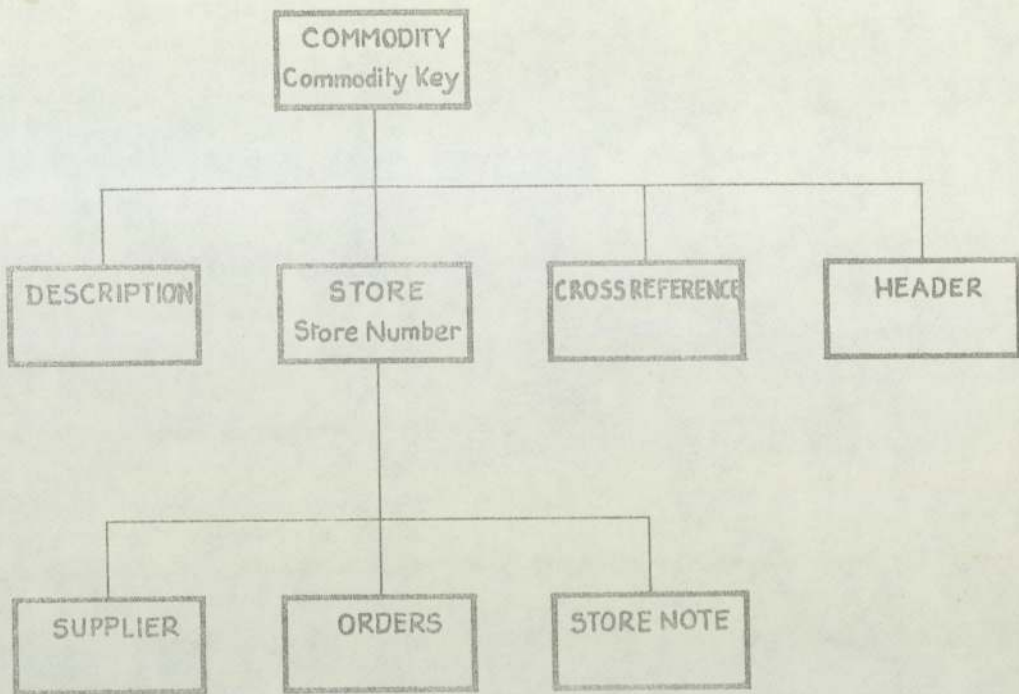 COMMODITY
Commodity Key
DESCRIPTION
STORE
Store Number
CROSS REFERENCE
HEADER
SUPPLIER
ORDERS
STORE NOTE